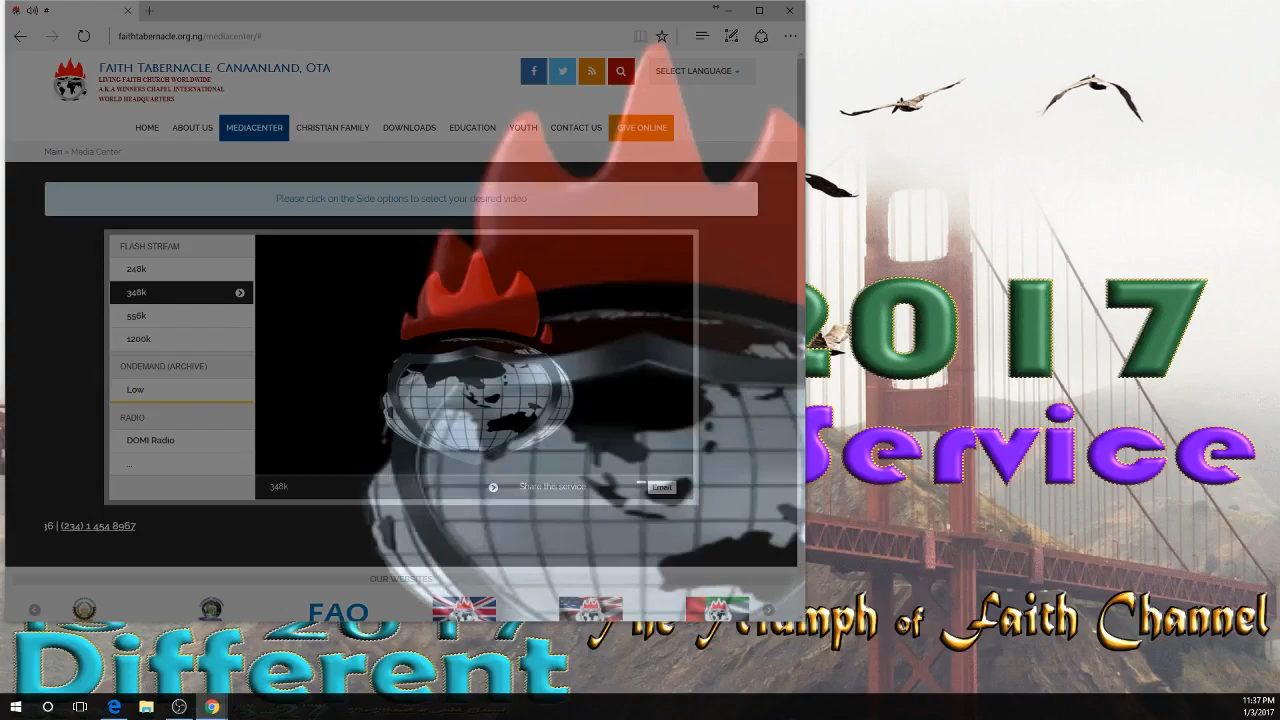 #
faithtabernacle.org.ng/mediacenter/#
FAITH TABERNACLE, CANAANLAND, OTA
LIVING FAITH CHURCH WORLDWIDE
A.K.A WINNERS CHAPEL INTERNATIONAL
WORLD HEADQUARTERS
SELECT LANGUAGE
HOME ABOUT US MEDIACENTER CHRISTIAN FAMILY DOWNLOADS EDUCATION YOUTH CONTACT US GIVE ONLINE
Main » Media Center
Please click on the Side options to select your desired video
FLASH STREAM
248k
348k
556k
1200k
ONDEMAND (ARCHIVE)
Low
RADIO
DOMI Radio
...
348k
Share this service
Email
36 | (234) 1 454 8967
OUR WEBSITES
FAQ
2017
Service
Different
Triumph of Faith Channel
11:37 PM
1/3/2017